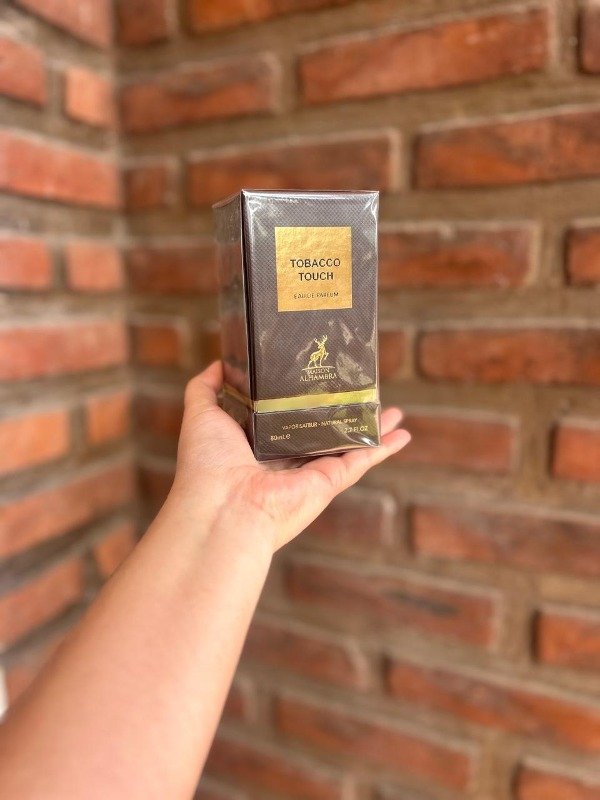 TOBACCO
TOUCH
EAU DE PARFUM
MAISON
ALHAMBRA
VAPORISATEUR - NATURAL SPRAY
80mL e 2.7 FL OZ